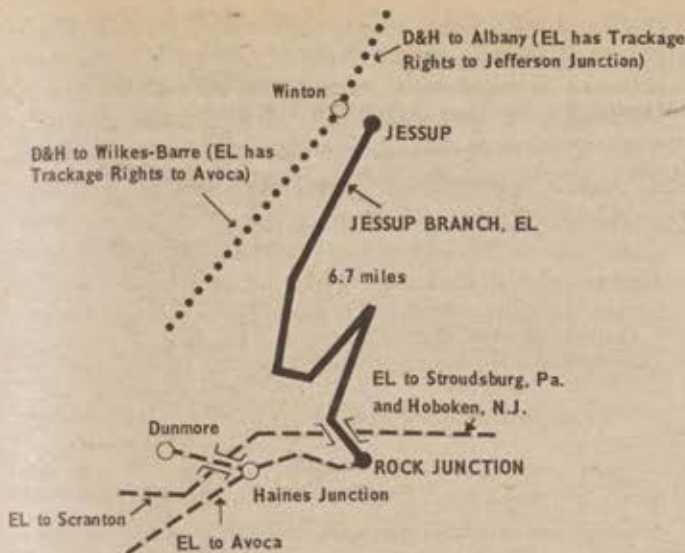 D&H to Albany (EL has Trackage
Rights to Jefferson Junction)
Winton
JESSUP
D&H to Wilkes-Barre (EL has
Trackage Rights to Avoca)
JESSUP BRANCH, EL
6.7 miles
EL to Stroudsburg, Pa.
and Hoboken, N.J.
Dunmore
ROCK JUNCTION
Haines Junction
EL to Scranton
EL to Avoca